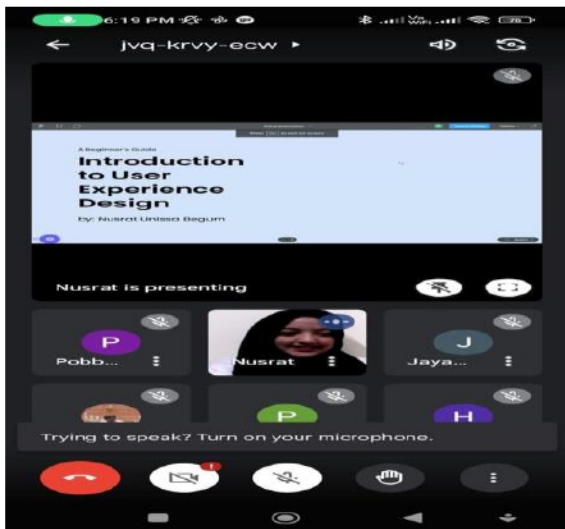 6:19 PM
76
jvq-krvy-ecw
A Beginner's Guide
Introduction
to User
Experience
Design
by: Nusrat Unissa Begum
Nusrat is presenting
P
Pobb...
Nusrat
J
Jaya...
P
H
Trying to speak? Turn on your microphone.